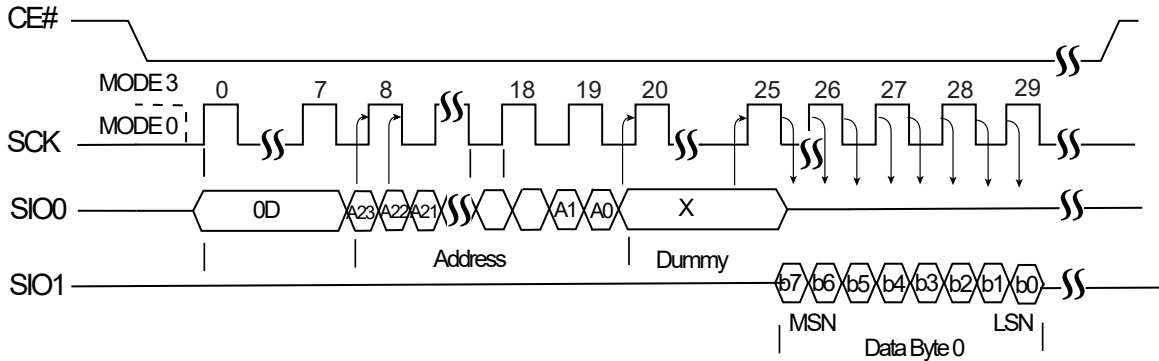 CE#
MODE 3
0 7 8 18 19 20 25 26 27 28 29
MODE 0
SCK
SIO0 0D A23 A22 A21 A1 A0 X
Address Dummy
SIO1 b7 b6 b5 b4 b3 b2 b1 b0
MSN LSN
Data Byte 0